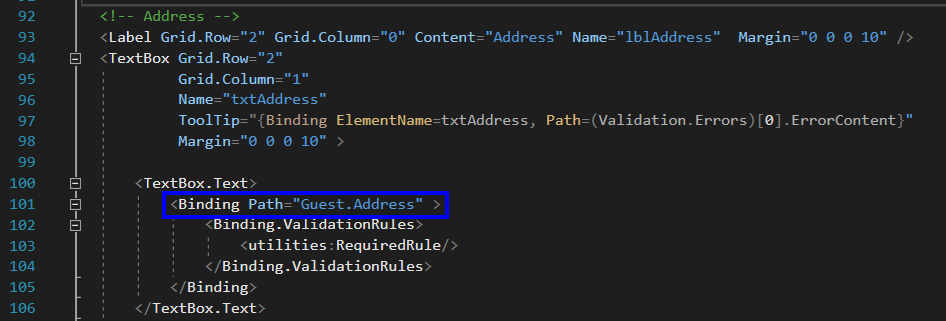 92 <!-- Address -->
93 <Label Grid.Row="2" Grid.Column="0" Content="Address" Name="lblAddress"  Margin="0 0 0 10" />
94 <TextBox Grid.Row="2"
95 Grid.Column="1"
96 Name="txtAddress"
97 ToolTip="{Binding ElementName=txtAddress, Path=(Validation.Errors)[0].ErrorContent}"
98 Margin="0 0 0 10" >
99
100 <TextBox.Text>
101 <Binding Path="Guest.Address" >
102 <Binding.ValidationRules>
103 <utilities:RequiredRule/>
104 </Binding.ValidationRules>
105 </Binding>
106 </TextBox.Text>